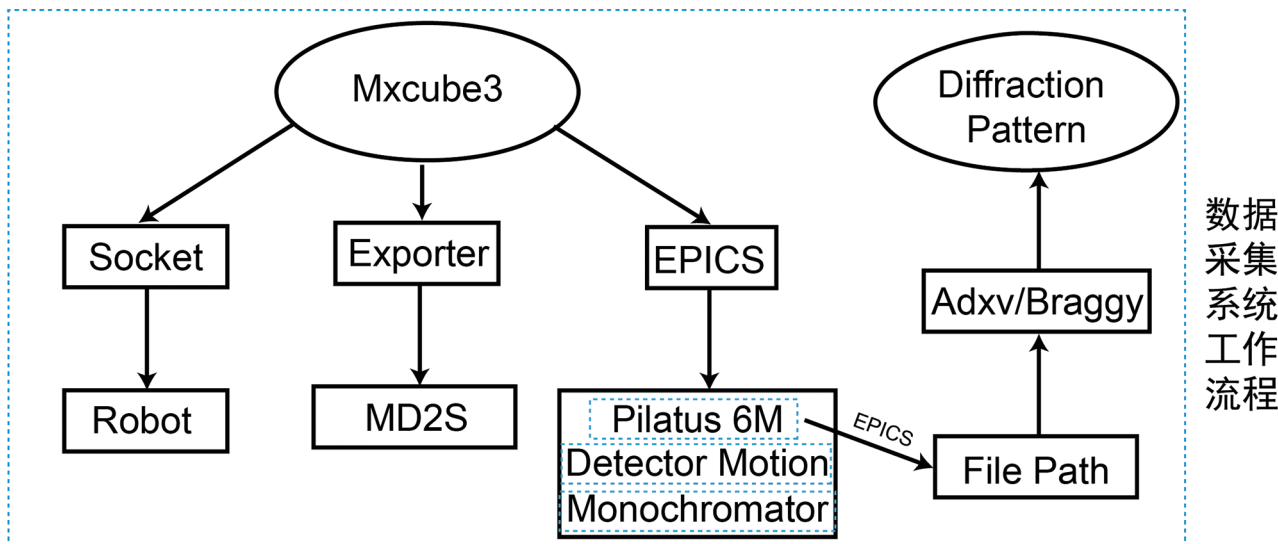 Mxcube3
Diffraction
Pattern
Socket
Exporter
EPICS
Adxv/Braggy
Robot
MD2S
Pilatus 6M
Detector Motion
Monochromator
EPICS
File Path
数据
采集
系统
工作
流程